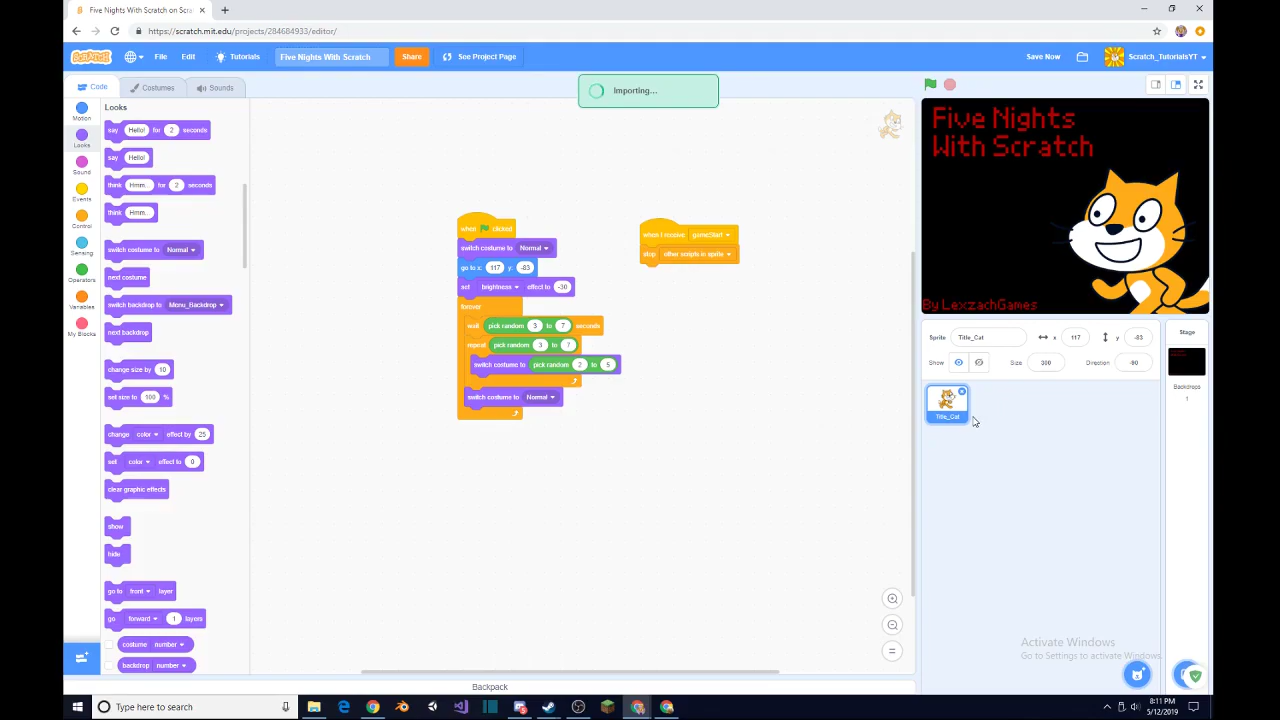 Five Nights With Scratch on Scra
https://scratch.mit.edu/projects/284684933/editor/
SCRATCH
File
Edit
Tutorials
Five Nights With Scratch
Share
See Project Page
Save Now
Scratch_TutorialsYT
Code
Costumes
Sounds
Importing...
Motion
Looks
Sound
Events
Control
Sensing
Operators
Variables
My Blocks
Looks
say Hello! for 2 seconds
say Hello!
think Hmm... for 2 seconds
think Hmm...
switch costume to Normal
next costume
switch backdrop to Menu_Backdrop
next backdrop
change size by 10
set size to 100 %
change color effect by 25
set color effect to 0
clear graphic effects
show
hide
go to front layer
go forward 1 layers
costume number
backdrop number
when clicked
switch costume to Normal
go to x: 117 y: -83
set brightness effect to -30
forever
wait pick random 3 to 7 seconds
repeat pick random 3 to 7
switch costume to pick random 2 to 5
switch costume to Normal
when I receive gameStart
stop other scripts in sprite
Five Nights
With Scratch
By LexzachGames
Sprite Title_Cat x 117 y -83
Show Size 300 Direction -90
Title_Cat
Stage
Backdrops
1
Backpack
Activate Windows
Go to Settings to activate Windows.
Type here to search
8:11 PM
5/12/2019